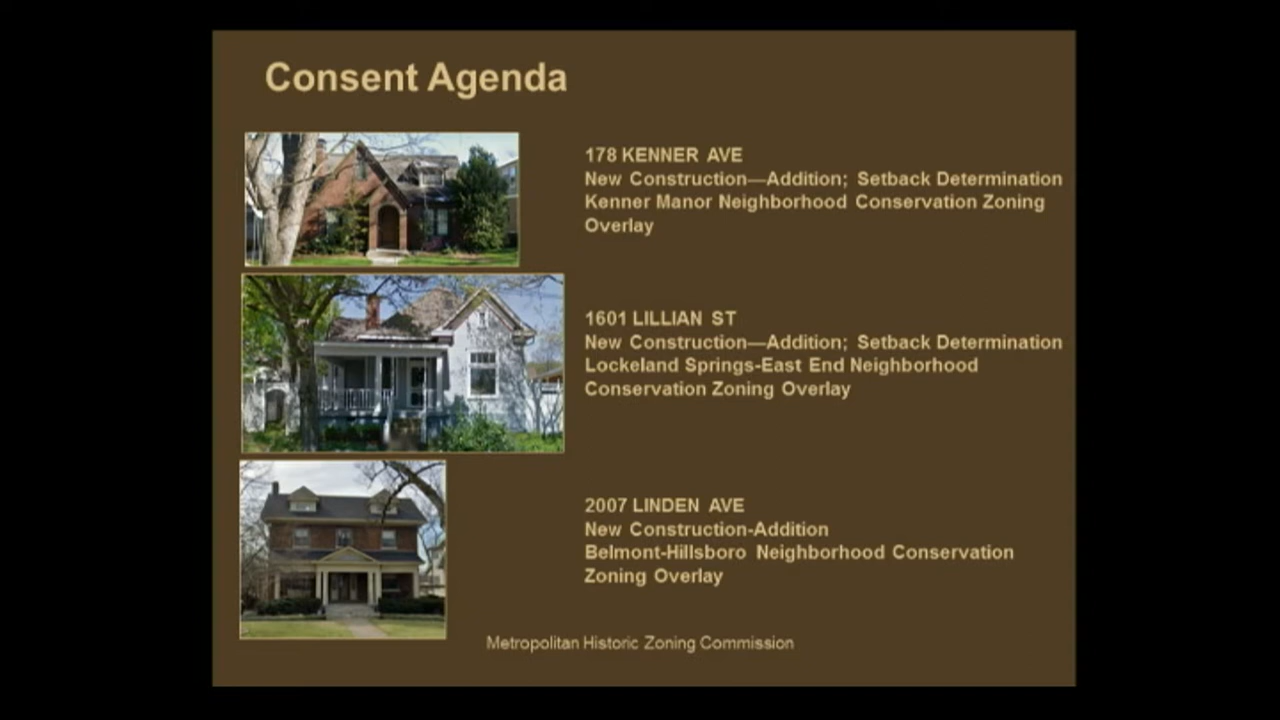 Consent Agenda
178 KENNER AVE
New Construction—Addition; Setback Determination
Kenner Manor Neighborhood Conservation Zoning
Overlay
1601 LILLIAN ST
New Construction—Addition; Setback Determination
Lockeland Springs-East End Neighborhood
Conservation Zoning Overlay
2007 LINDEN AVE
New Construction-Addition
Belmont-Hillsboro Neighborhood Conservation
Zoning Overlay
Metropolitan Historic Zoning Commission